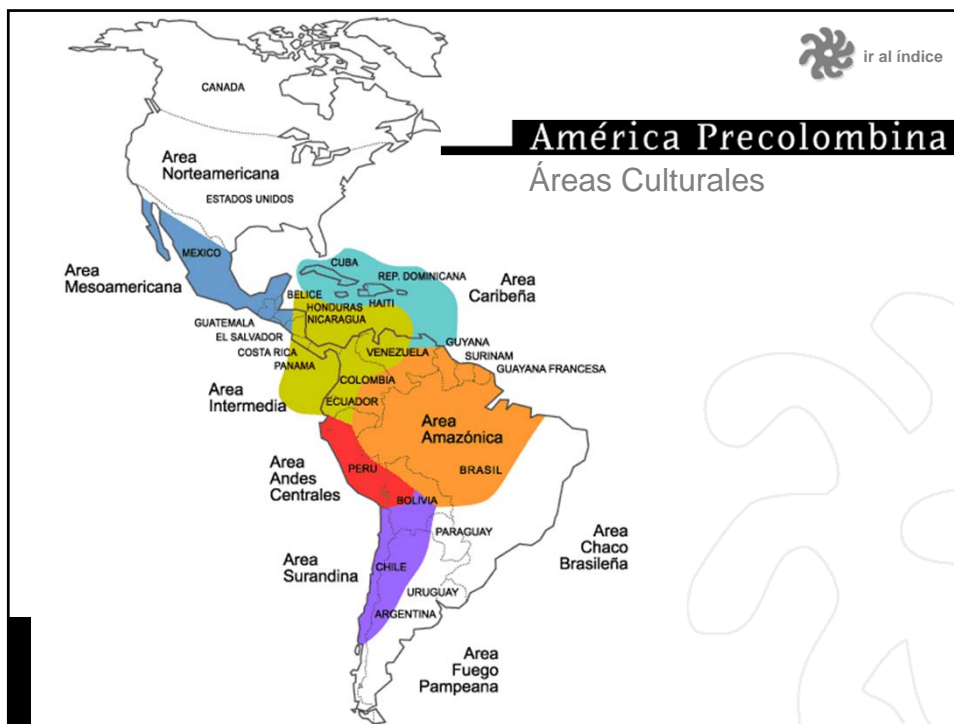 ir al índice
América Precolombina
Áreas Culturales
CANADA
Area
Norteamericana
ESTADOS UNIDOS
MEXICO
Area
Mesoamericana
CUBA
REP. DOMINICANA
Area
Caribeña
BELICE
HAITI
HONDURAS
NICARAGUA
GUATEMALA
EL SALVADOR
COSTA RICA
PANAMA
VENEZUELA
GUYANA
SURINAM
GUAYANA FRANCESA
COLOMBIA
Area
Intermedia
ECUADOR
Area
Amazónica
BRASIL
Area
Andes
Centrales
PERÚ
BOLIVIA
PARAGUAY
Area
Chaco
Brasileña
Area
Surandina
CHILE
URUGUAY
ARGENTINA
Area
Fuego
Pampeana